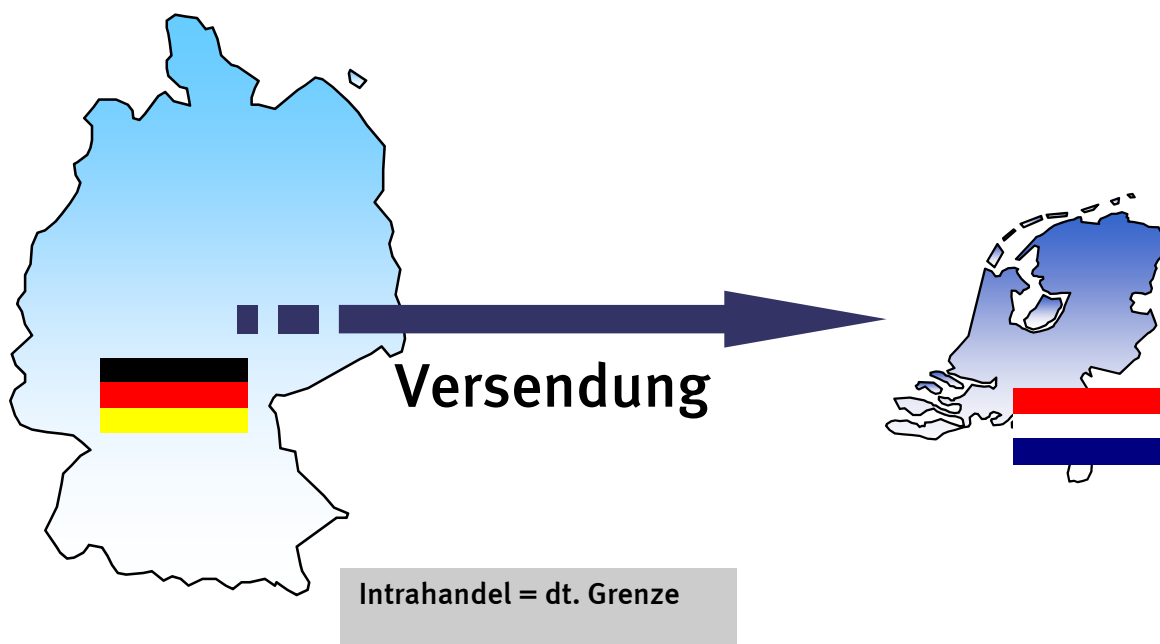 Versendung
Intrahandel = dt. Grenze